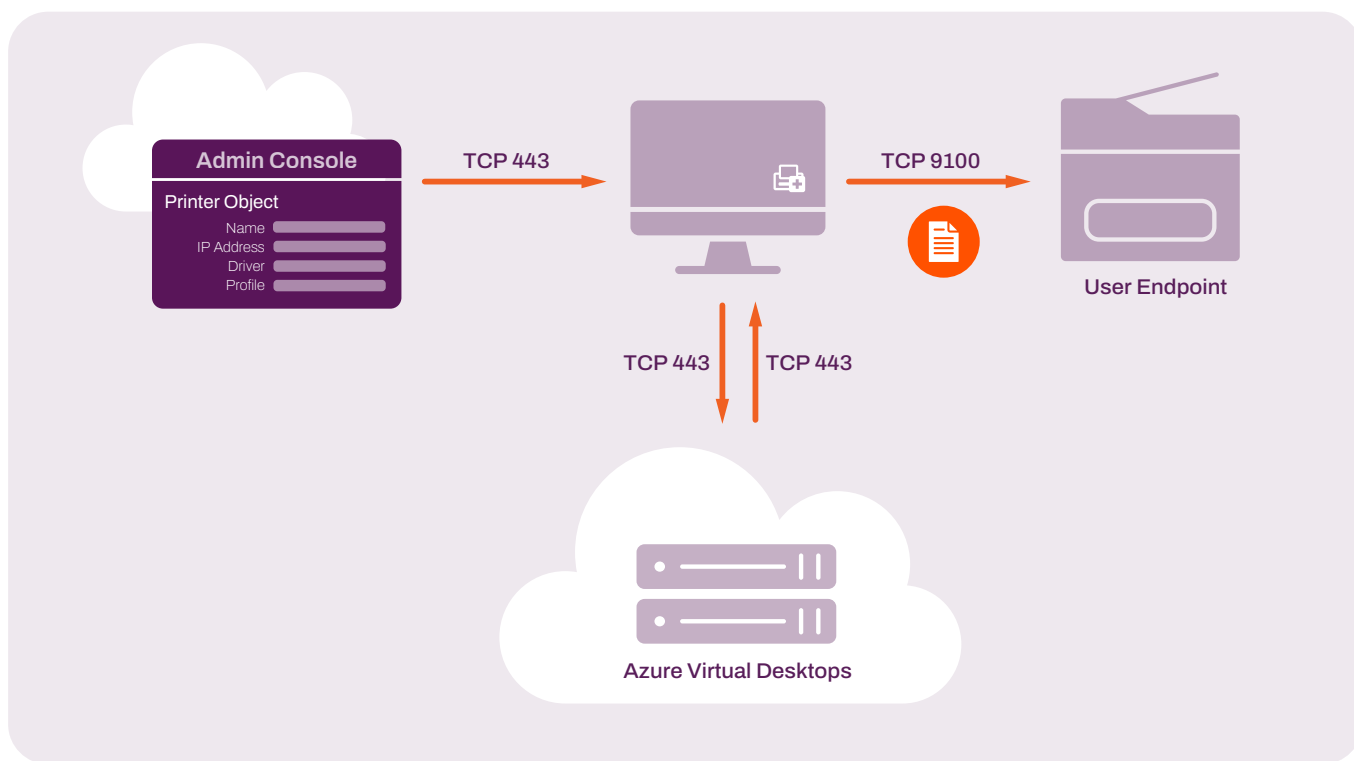 Admin Console
Printer Object
Name
IP Address
Driver
Profile
TCP 443
TCP 9100
User Endpoint
TCP 443
TCP 443
Azure Virtual Desktops